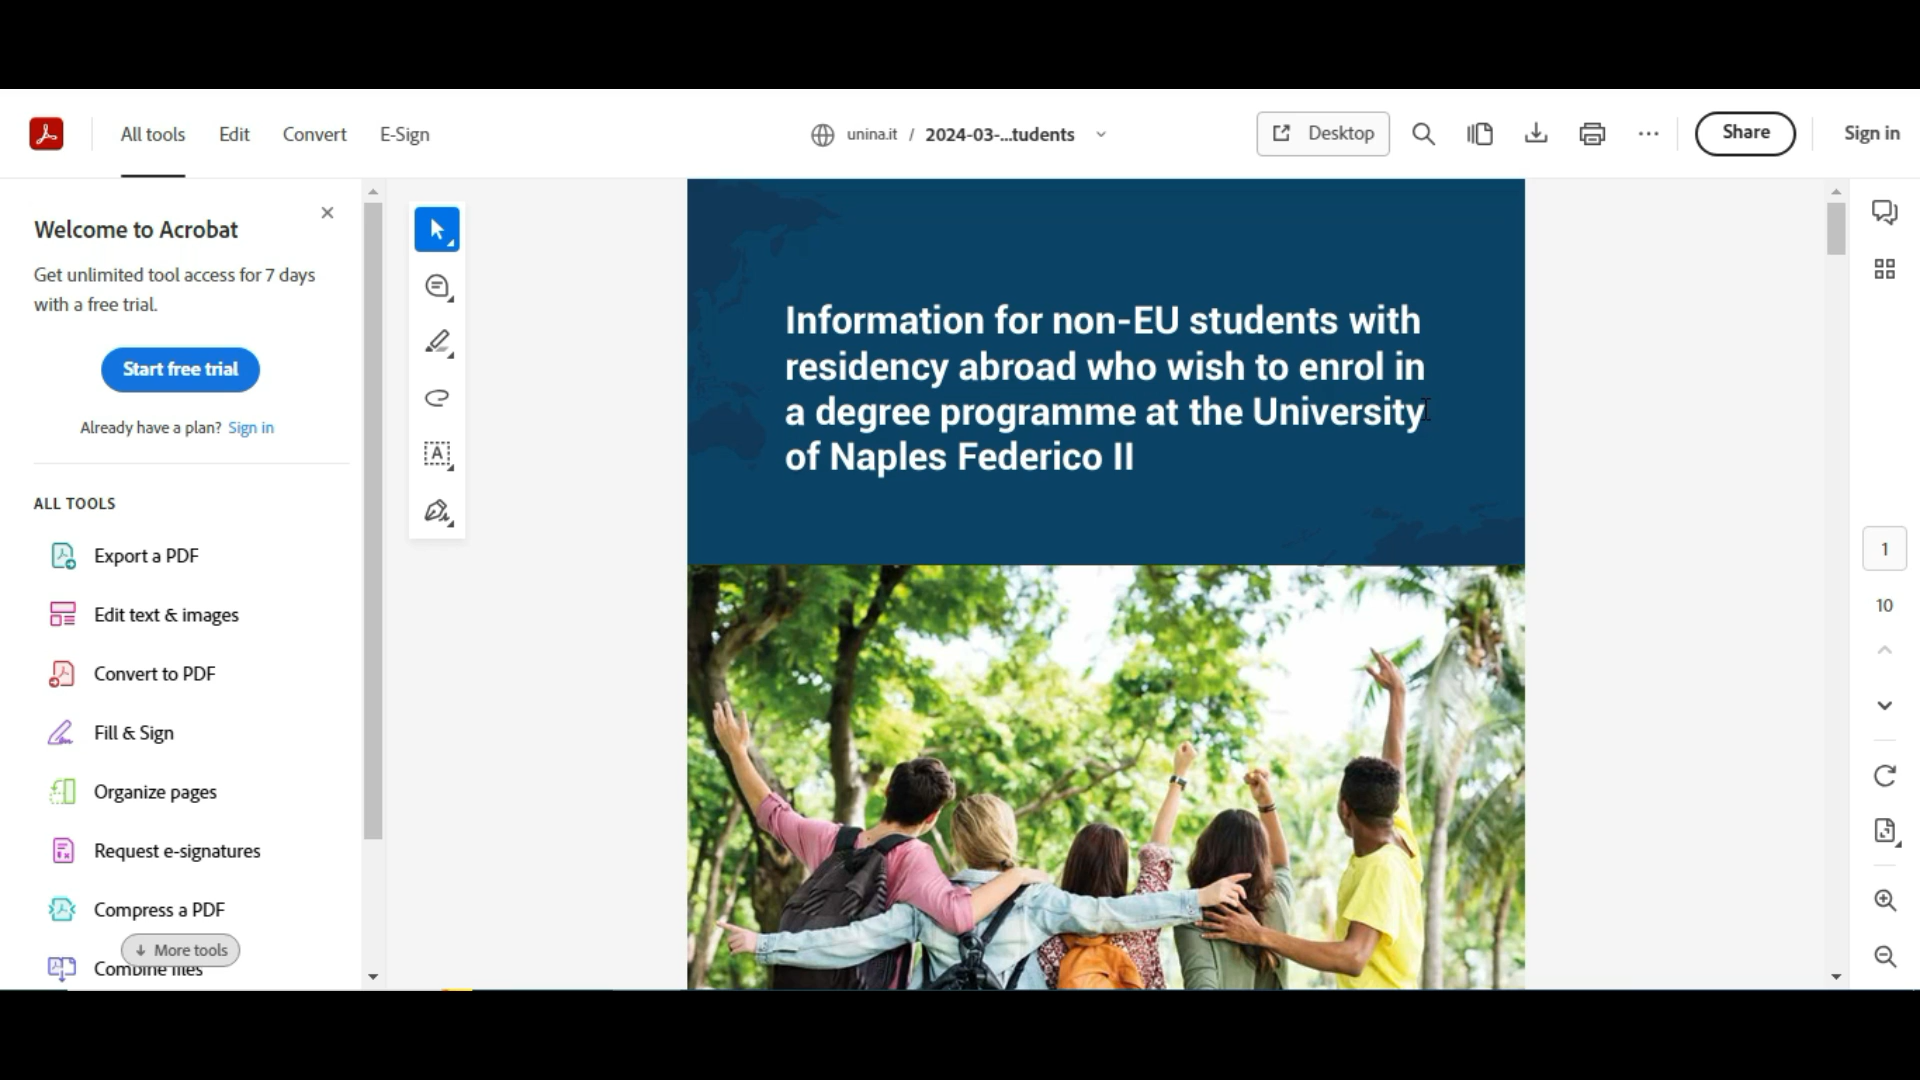 All tools
Edit
Convert
E-Sign
unina.it / 2024-03-...tudents
Desktop
Share
Sign in
Welcome to Acrobat
Get unlimited tool access for 7 days
with a free trial.
Start free trial
Already have a plan? Sign in
ALL TOOLS
Export a PDF
Edit text & images
Convert to PDF
Fill & Sign
Organize pages
Request e-signatures
Compress a PDF
More tools
Combine files
Information for non-EU students with
residency abroad who wish to enrol in
a degree programme at the University
of Naples Federico II
1
10